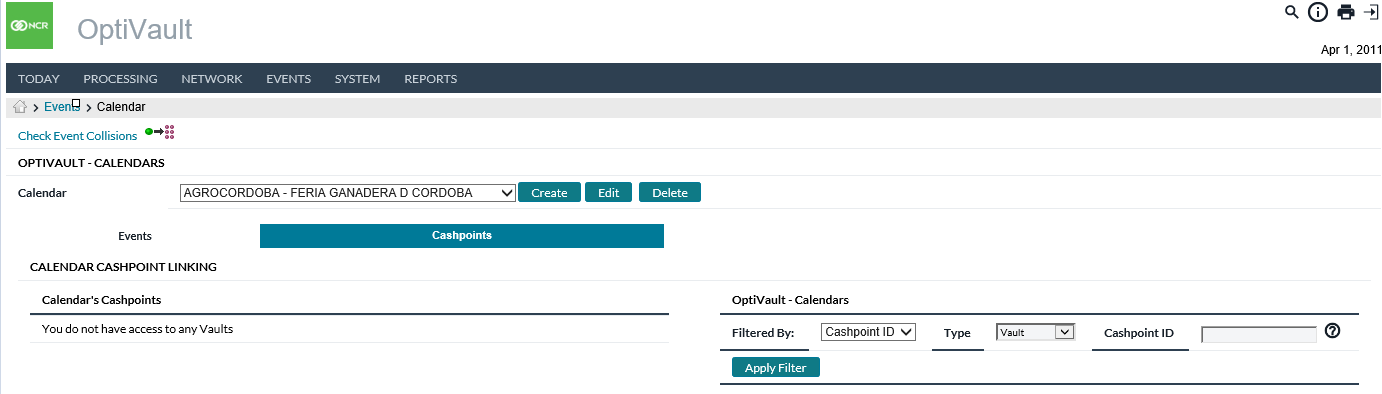 NCR OptiVault
Apr 1, 2011
TODAY PROCESSING NETWORK EVENTS SYSTEM REPORTS
> Events > Calendar
Check Event Collisions
OPTIVAULT - CALENDARS
Calendar AGROCORDOBA - FERIA GANADERA D CORDOBA Create Edit Delete
Events Cashpoints
CALENDAR CASHPOINT LINKING
Calendar's Cashpoints
You do not have access to any Vaults
OptiVault - Calendars
Filtered By: Cashpoint ID Type Vault Cashpoint ID
Apply Filter